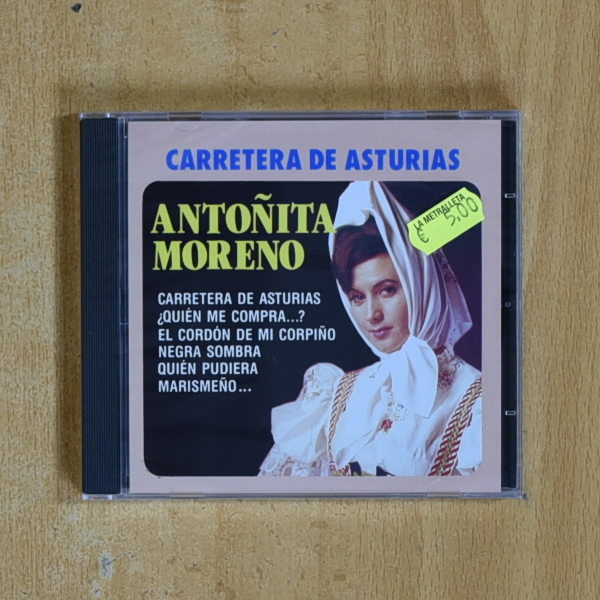 CARRETERA DE ASTURIAS
ANTOÑITA
MORENO
LA METRALLETA
€ 5,00
CARRETERA DE ASTURIAS
¿QUIÉN ME COMPRA...?
EL CORDÓN DE MI CORPIÑO
NEGRA SOMBRA
QUIÉN PUDIERA
MARISMEÑO...